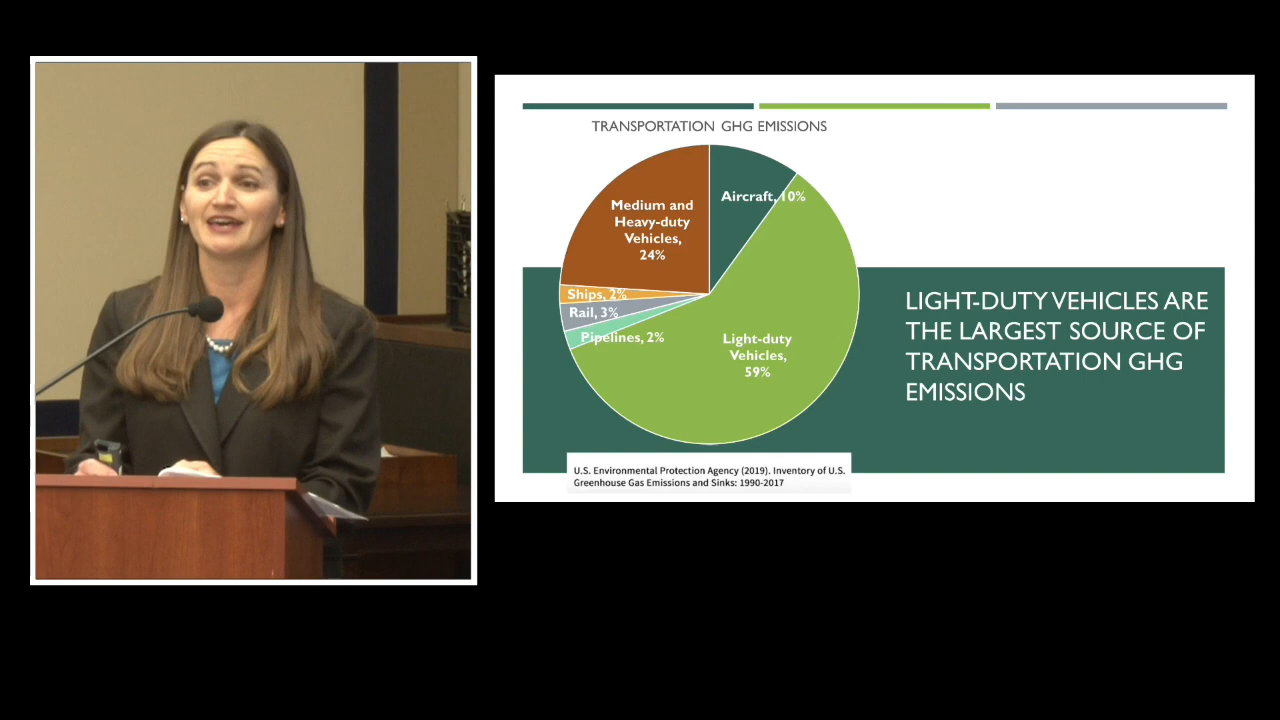 TRANSPORTATION GHG EMISSIONS
Aircraft, 10%
Medium and
Heavy-duty
Vehicles,
24%
Ships, 2%
Rail, 3%
Pipelines, 2%
Light-duty
Vehicles,
59%
LIGHT-DUTY VEHICLES ARE
THE LARGEST SOURCE OF
TRANSPORTATION GHG
EMISSIONS
U.S. Environmental Protection Agency (2019). Inventory of U.S.
Greenhouse Gas Emissions and Sinks: 1990-2017